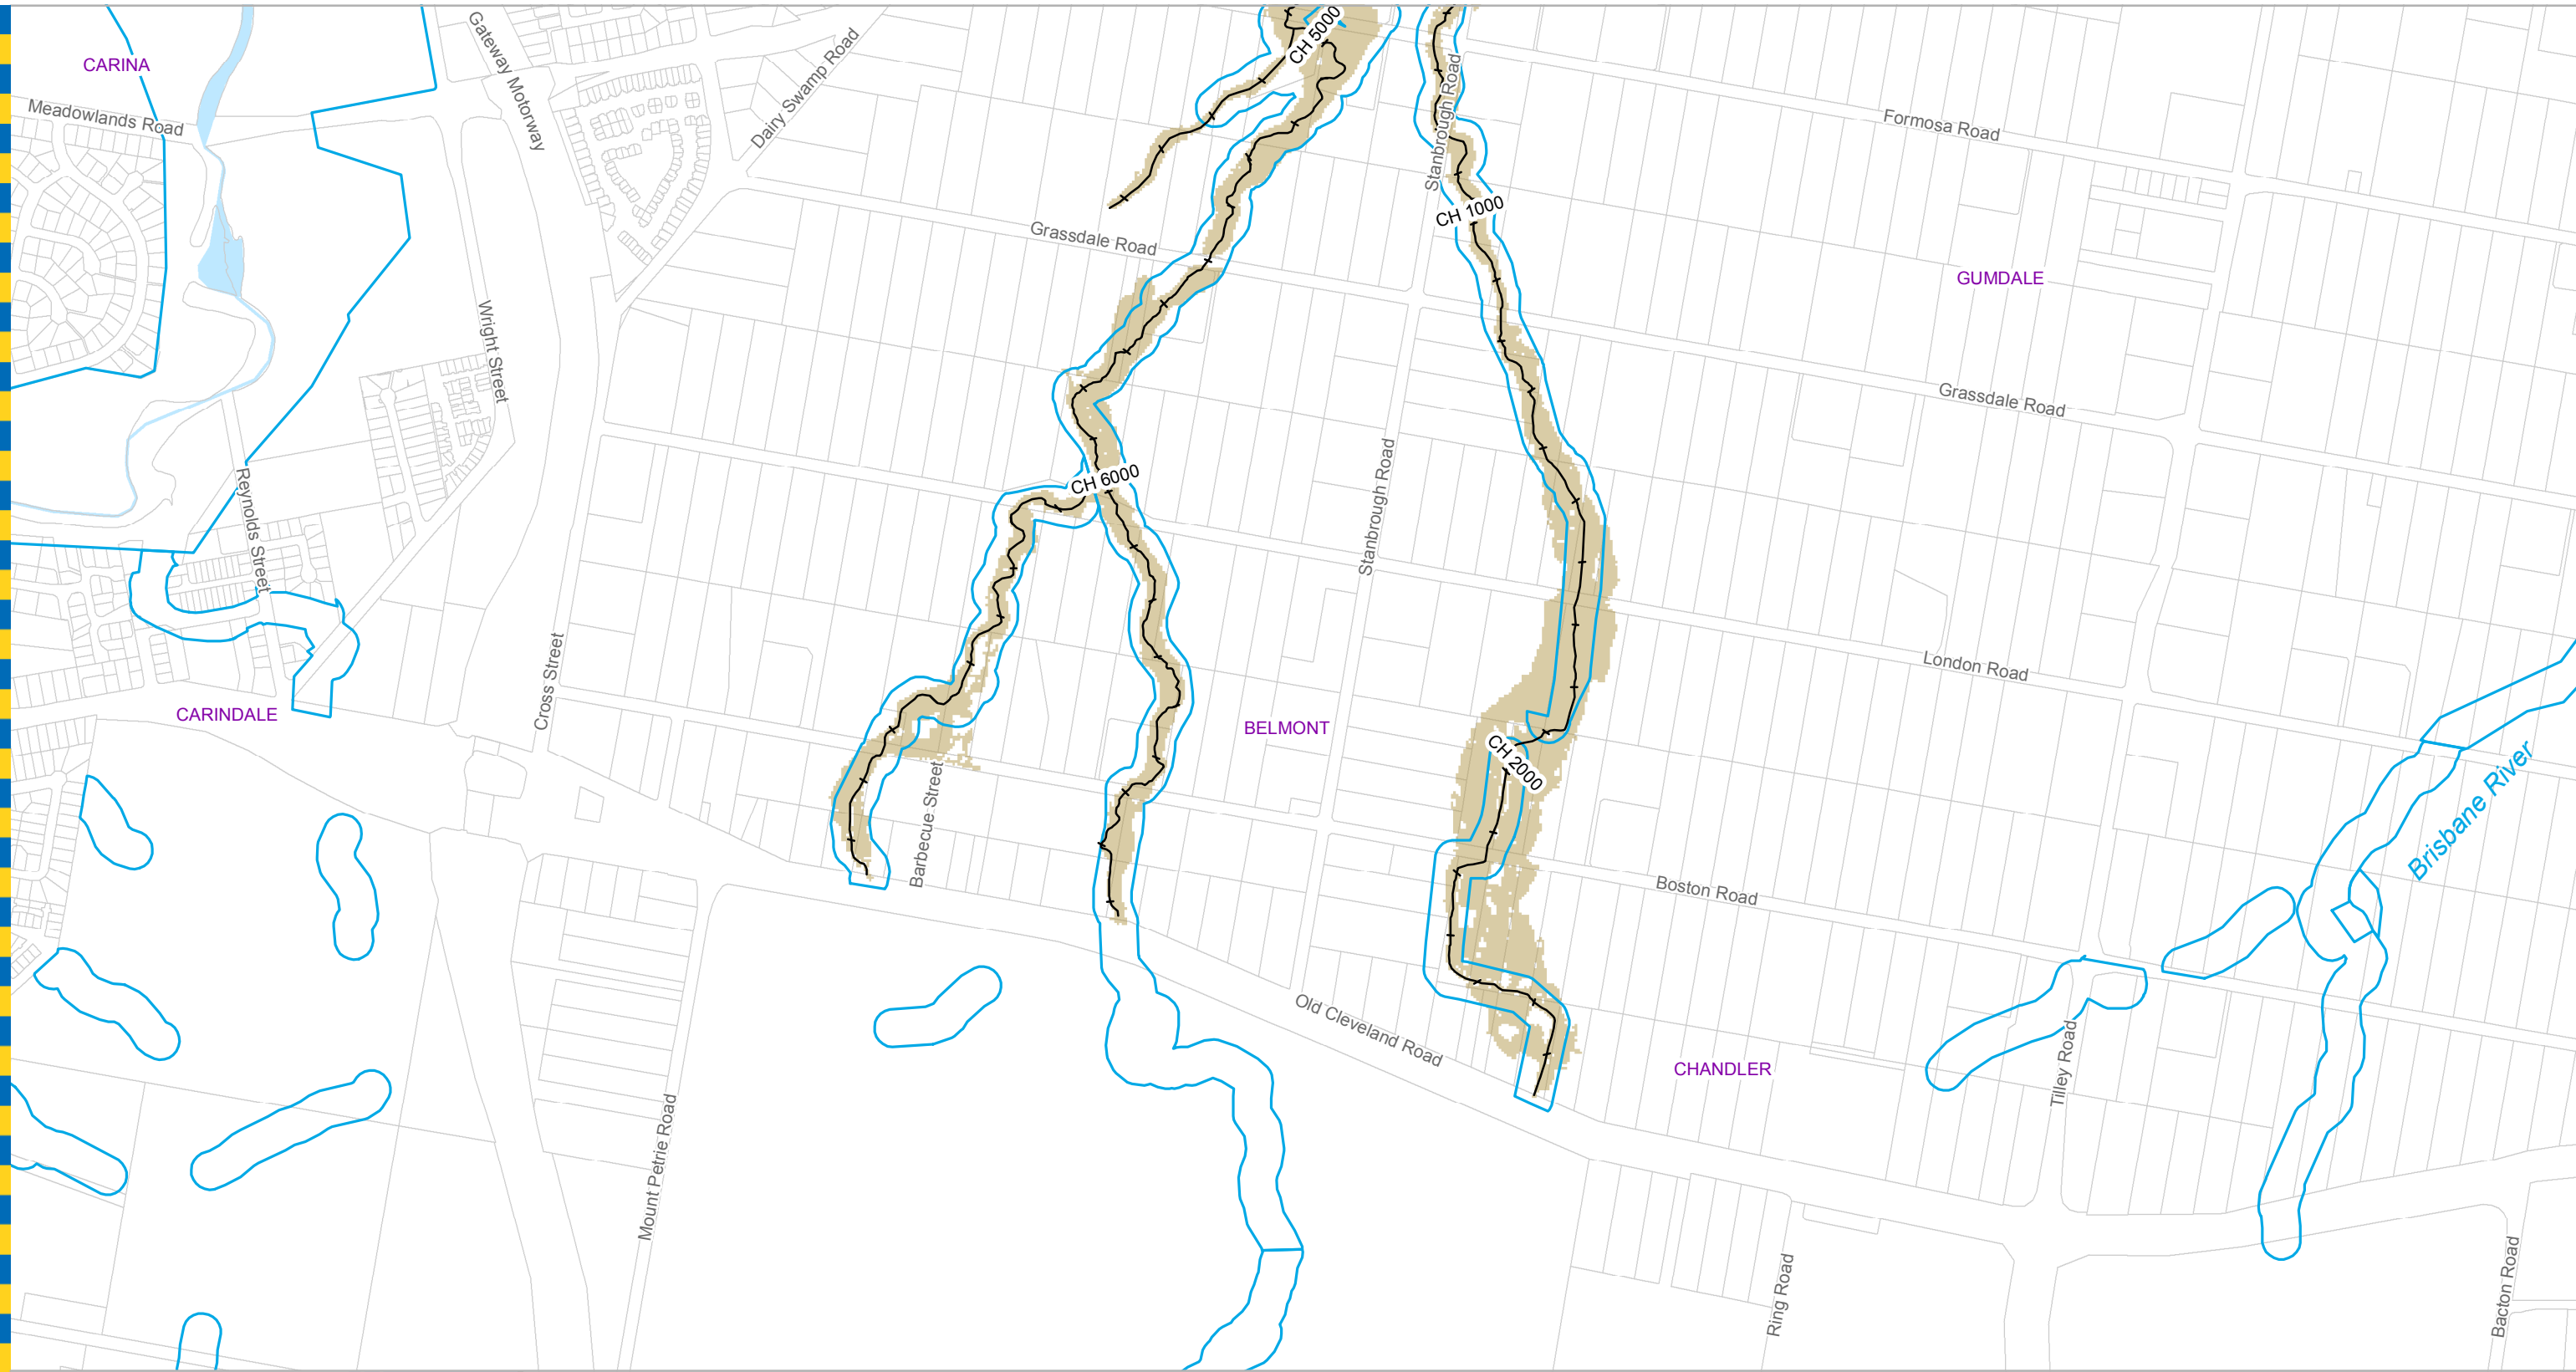 CH 5000
Gateway Motorway
Dairy Swamp Road
CARINA
Stanbrough Road
Meadowlands Road
Formosa Road
CH 1000
Grassdale Road
GUMDALE
Wright Street
Grassdale Road
Stanbrough Road
CH 6000
Reynolds Street
Cross Street
London Road
CARINDALE
BELMONT
CH 2000
Brisbane River
Barbecue Street
Boston Road
Old Cleveland Road
Tilley Road
CHANDLER
Mount Petrie Road
Ring Road
Bacton Road